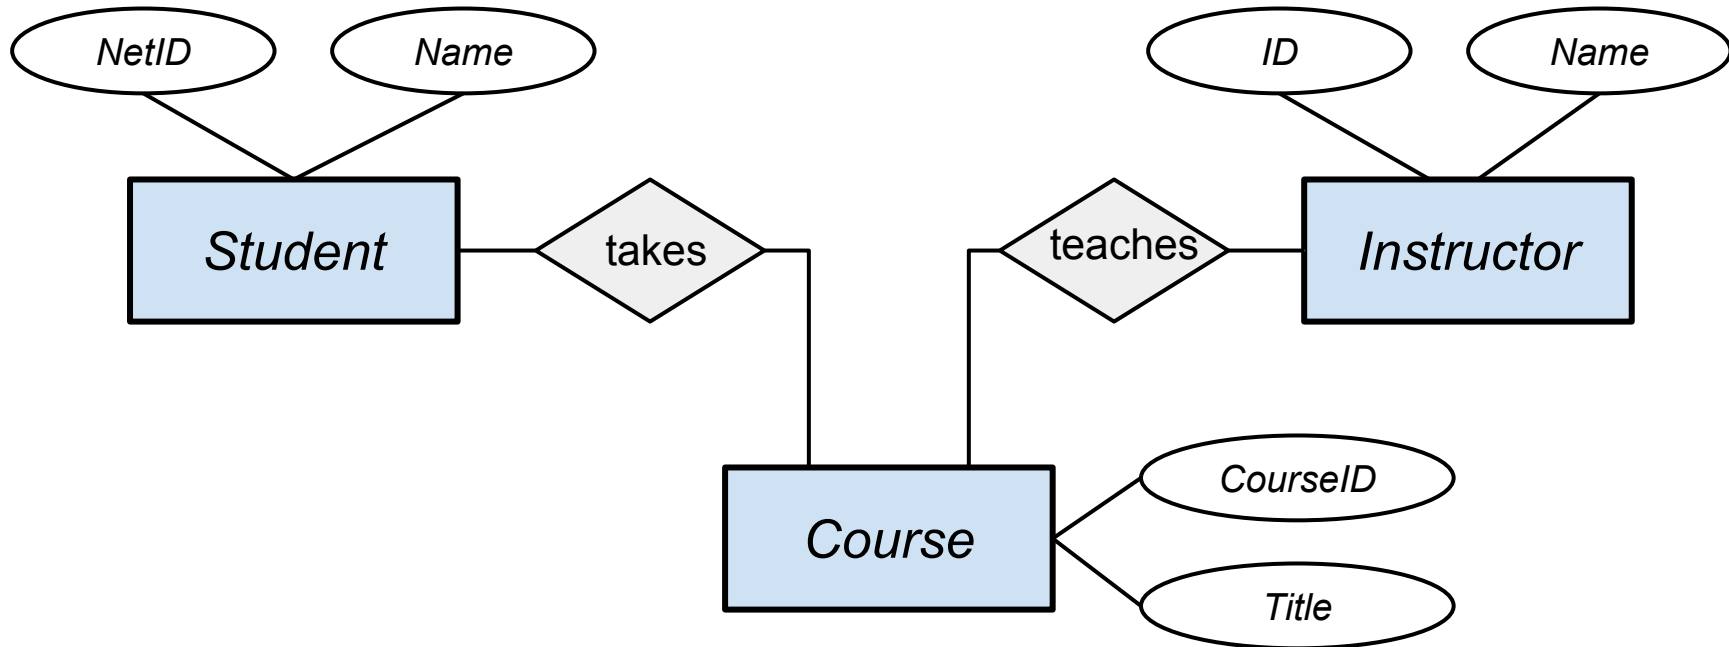 NetID
Name
ID
Name
Student
takes
teaches
Instructor
CourseID
Course
Title